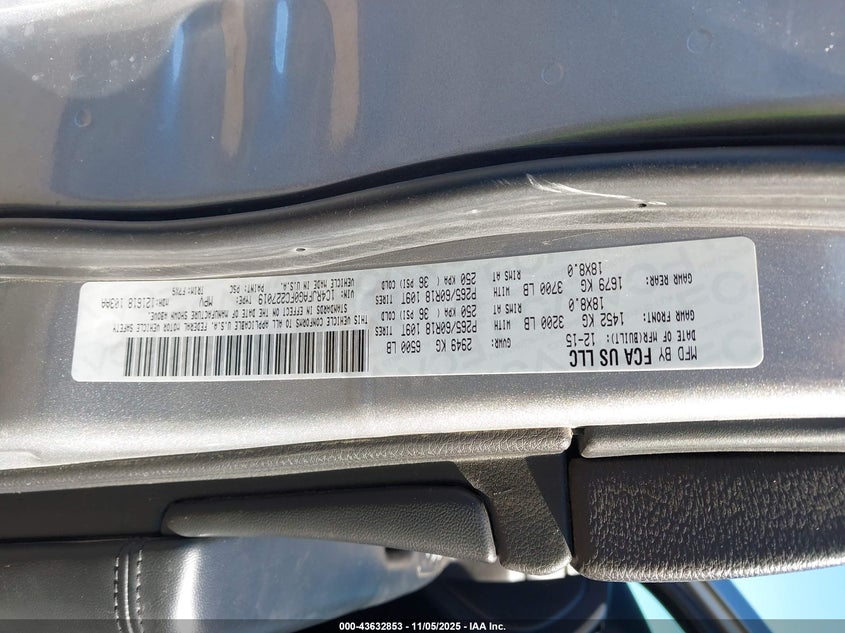 MFD BY FCA US LLC
DATE OF MFR(BUILT): 12-15
GVWR: 2949 KG 6500 LB
GAWR FRONT: 1452 KG 3200 LB WITH P265/60R18 109T TIRES
18X8.0 RIMS AT 250 KPA ( 36 PSI) COLD
GAWR REAR: 1679 KG 3700 LB WITH P265/60R18 109T TIRES
18X8.0 RIMS AT 250 KPA ( 36 PSI) COLD
THIS VEHICLE CONFORMS TO ALL APPLICABLE U.S.A. FEDERAL MOTOR VEHICLE SAFETY
STANDARDS IN EFFECT ON THE DATE OF MANUFACTURE SHOWN ABOVE.
VIN: 1C4RJFAG0FC227019 TYPE: MPV MDH: 121618 103AA
VEHICLE MADE IN U.S.A. PAINT: PSC TRIM:
000-43632853 - 11/05/2025 - IAA Inc.